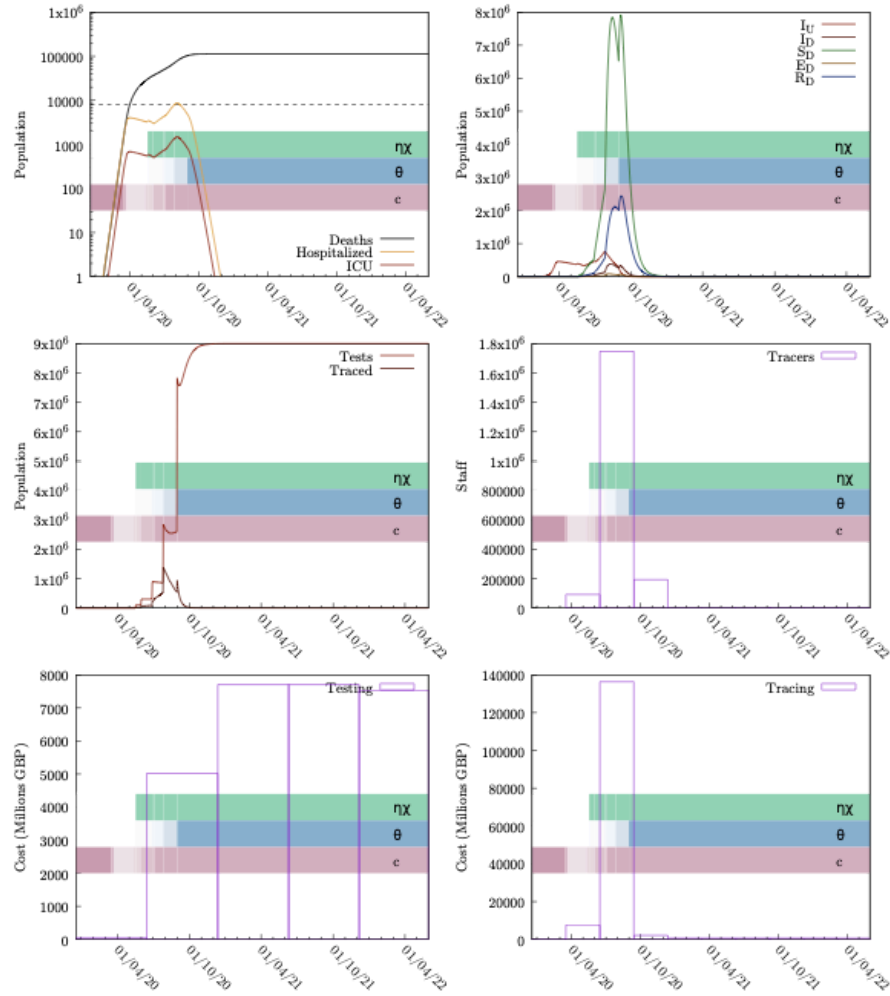 1x10⁶
100000
10000
1000
100
10
1
Population
ηχ
θ
c
Deaths
Hospitalized
ICU
01/04/20
01/10/20
01/04/21
01/10/21
01/04/22
8x10⁶
7x10⁶
6x10⁶
5x10⁶
4x10⁶
3x10⁶
2x10⁶
1x10⁶
0
Population
I_U
I_D
S_D
E_D
R_D
ηχ
θ
c
01/04/20
01/10/20
01/04/21
01/10/21
01/04/22
9x10⁶
8x10⁶
7x10⁶
6x10⁶
5x10⁶
4x10⁶
3x10⁶
2x10⁶
1x10⁶
0
Population
Tests
Traced
ηχ
θ
c
01/04/20
01/10/20
01/04/21
01/10/21
01/04/22
1.8x10⁶
1.6x10⁶
1.4x10⁶
1.2x10⁶
1x10⁶
800000
600000
400000
200000
0
Staff
Tracers
ηχ
θ
c
01/04/20
01/10/20
01/04/21
01/10/21
01/04/22
8000
7000
6000
5000
4000
3000
2000
1000
0
Cost (Millions GBP)
Testing
ηχ
θ
c
01/04/20
01/10/20
01/04/21
01/10/21
01/04/22
140000
120000
100000
80000
60000
40000
20000
0
Cost (Millions GBP)
Tracing
ηχ
θ
c
01/04/20
01/10/20
01/04/21
01/10/21
01/04/22